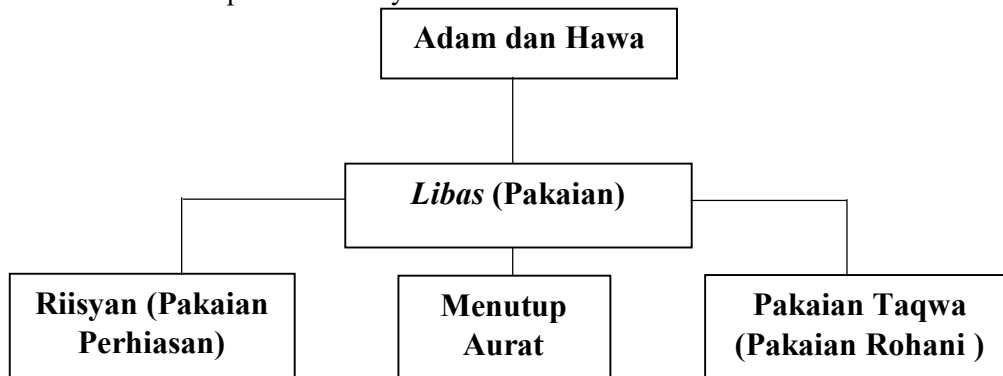 Adam dan Hawa
Libas (Pakaian)
Riisyan (Pakaian
Perhiasan)
Menutup
Aurat
Pakaian Taqwa
(Pakaian Rohani )